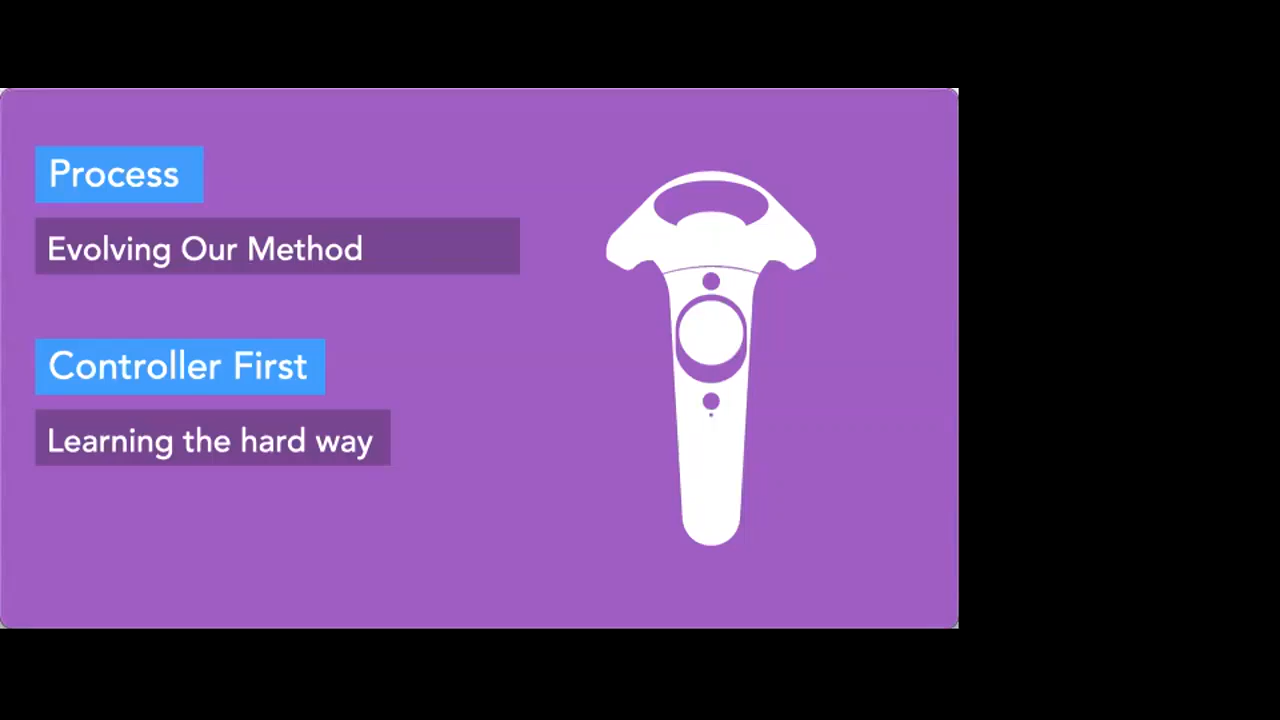 Process
Evolving Our Method
Controller First
Learning the hard way